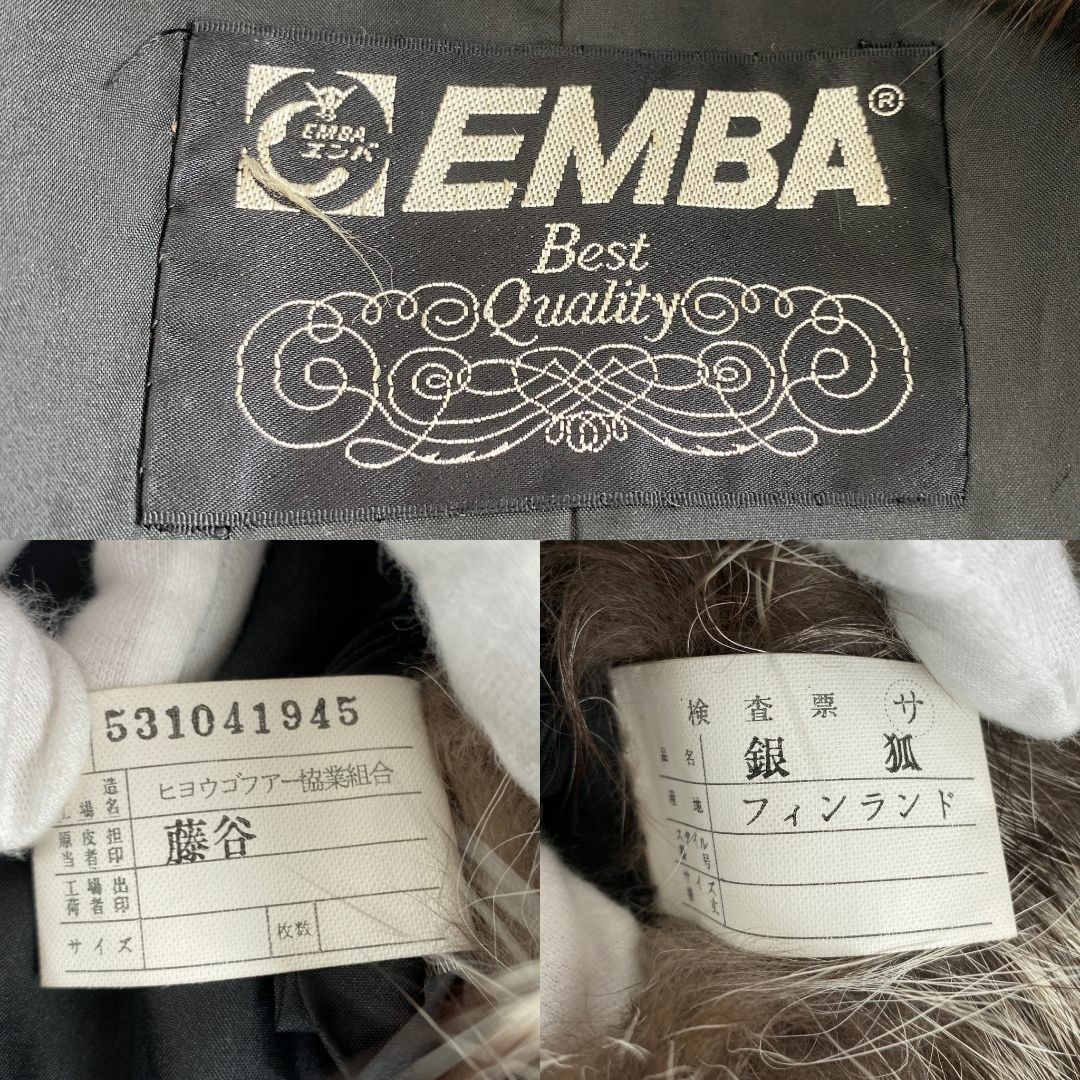 EMBA
エンバ
EMBA®
Best
Quality
531041945
造
工場名 ヒヨウゴファー協業組合
原皮担
当者印 藤谷
工場出
荷者印
サイズ 枚数
検査票 サ
品名 銀狐
産地 フィンランド
スタイル
番号
サイズ